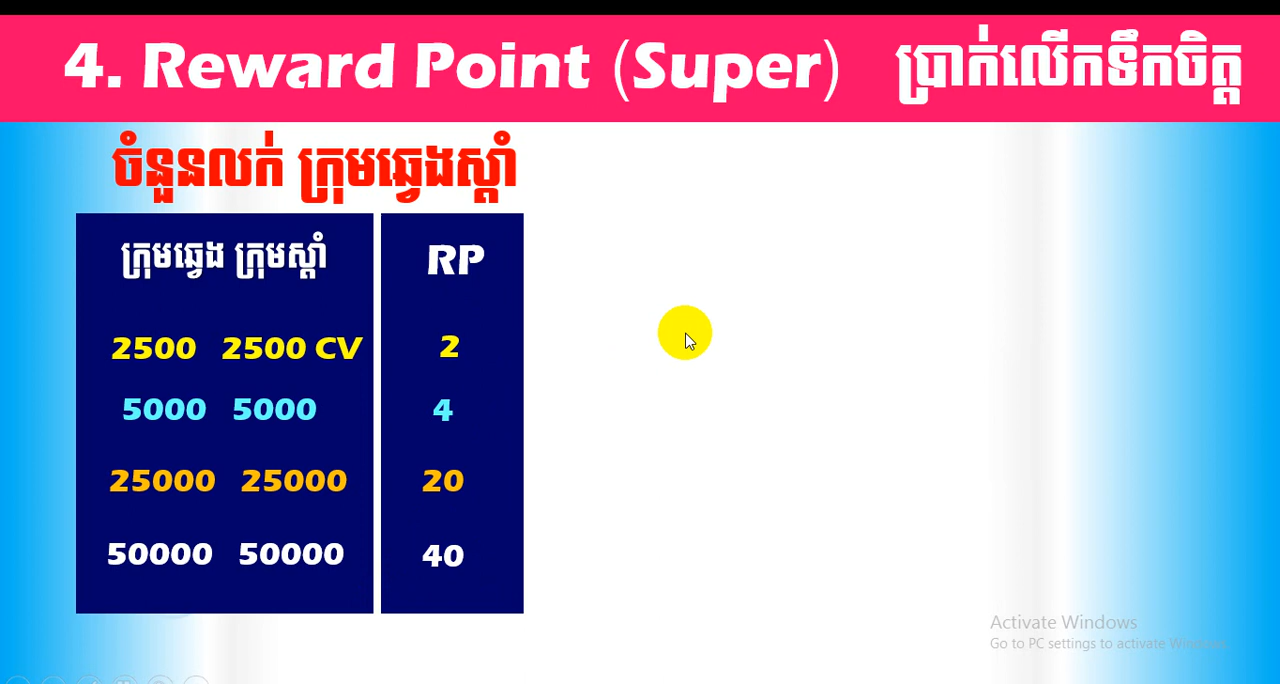 4. Reward Point (Super) ប្រាក់លើកទឹកចិត្ត
ចំនួនលក់ ក្រុមឆ្វេងស្តាំ
ក្រុមឆ្វេង ក្រុមស្តាំ RP
2500 2500 CV 2
5000 5000 4
25000 25000 20
50000 50000 40
Activate Windows
Go to PC settings to activate Windows.